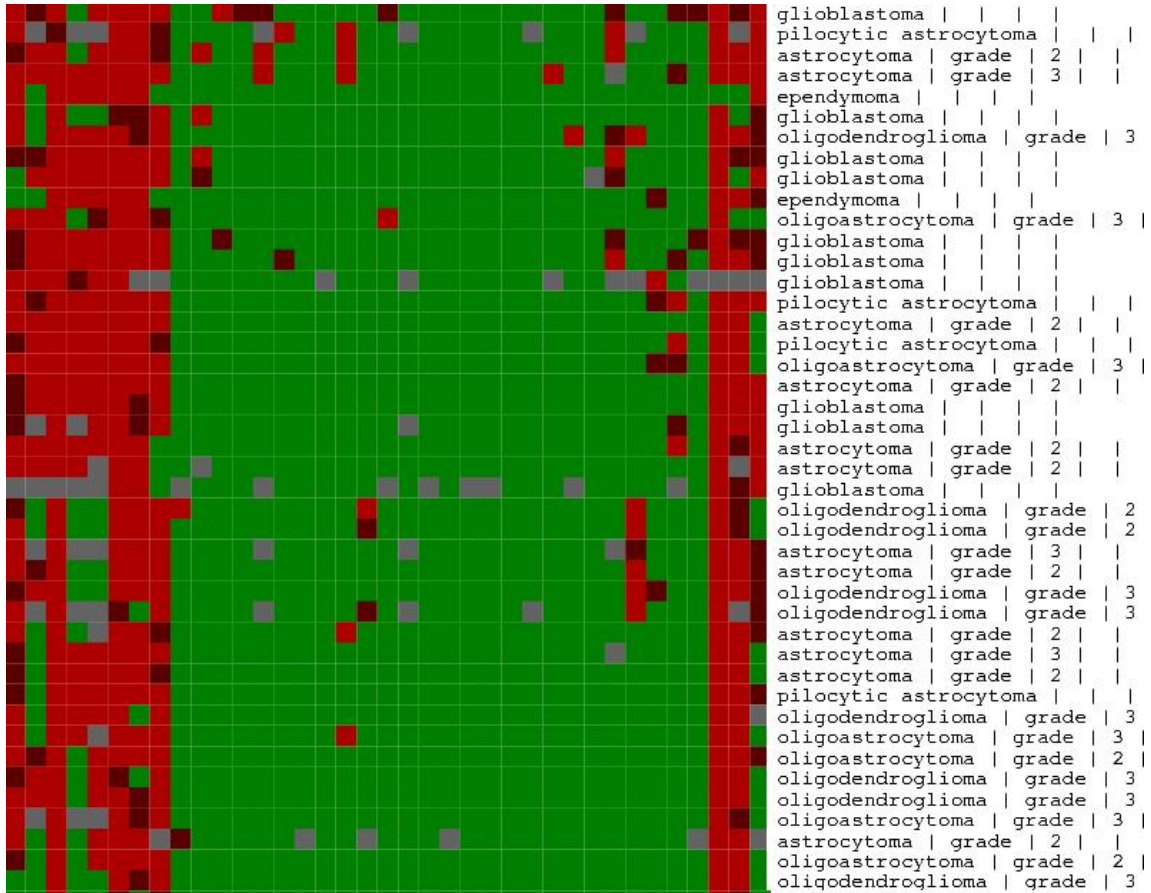 glioblastoma | | | |
pilocytic astrocytoma | | |
astrocytoma | grade | 2 | |
astrocytoma | grade | 3 | |
ependymoma | | | |
glioblastoma | | | |
oligodendroglioma | grade | 3
glioblastoma | | | |
glioblastoma | | | |
ependymoma | | | |
oligoastrocytoma | grade | 3 |
glioblastoma | | | |
glioblastoma | | | |
glioblastoma | | | |
pilocytic astrocytoma | | |
astrocytoma | grade | 2 | |
pilocytic astrocytoma | | |
oligoastrocytoma | grade | 3 |
astrocytoma | grade | 2 | |
glioblastoma | | | |
glioblastoma | | | |
astrocytoma | grade | 2 | |
astrocytoma | grade | 2 | |
glioblastoma | | | |
oligodendroglioma | grade | 2
oligodendroglioma | grade | 2
astrocytoma | grade | 3 | |
astrocytoma | grade | 2 | |
oligodendroglioma | grade | 3
oligodendroglioma | grade | 3
astrocytoma | grade | 2 | |
astrocytoma | grade | 3 | |
astrocytoma | grade | 2 | |
pilocytic astrocytoma | | |
oligodendroglioma | grade | 3
oligoastrocytoma | grade | 3 |
oligoastrocytoma | grade | 2 |
oligodendroglioma | grade | 3
oligodendroglioma | grade | 3
oligoastrocytoma | grade | 3 |
astrocytoma | grade | 2 | |
oligoastrocytoma | grade | 2 |
oligodendroglioma | grade | 3